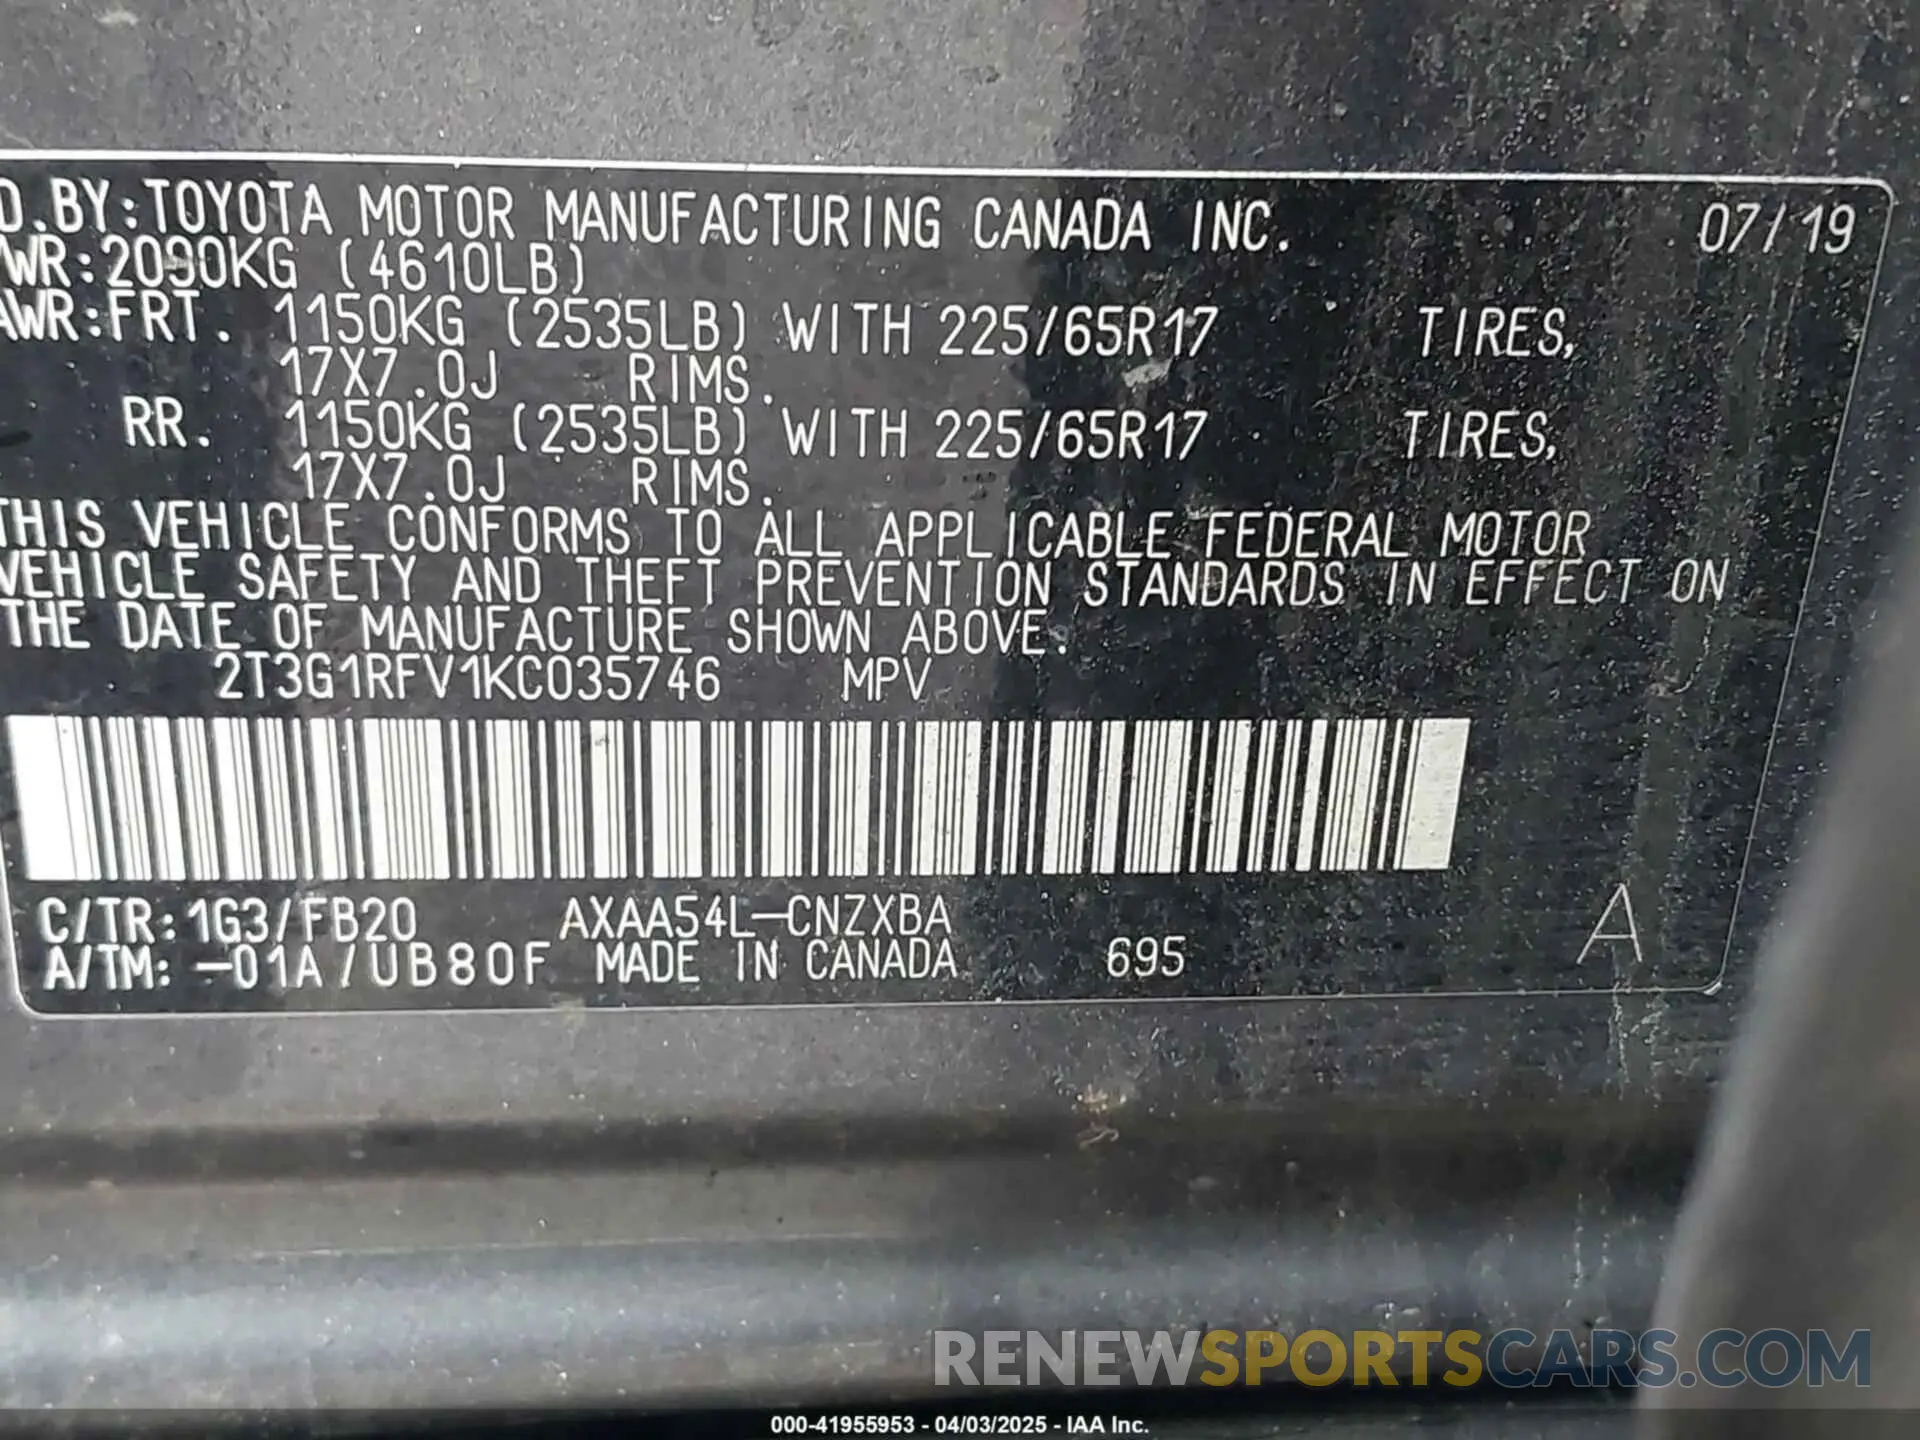 D.BY:TOYOTA MOTOR MANUFACTURING CANADA INC. 07/19
WR:2090KG (4610LB)
AWR:FRT. 1150KG (2535LB) WITH 225/65R17 TIRES,
17X7.0J RIMS.
RR. 1150KG (2535LB) WITH 225/65R17 TIRES,
17X7.0J RIMS.
THIS VEHICLE CONFORMS TO ALL APPLICABLE FEDERAL MOTOR
VEHICLE SAFETY AND THEFT PREVENTION STANDARDS IN EFFECT ON
THE DATE OF MANUFACTURE SHOWN ABOVE.
2T3G1RFV1KC035746 MPV
C/TR:1G3/FB20 AXAA54L-CNZXBA
A/TM:-01A/UB80F MADE IN CANADA 695 A
RENEWSPORTSCARS.COM
000-41955953 - 04/03/2025 - IAA Inc.